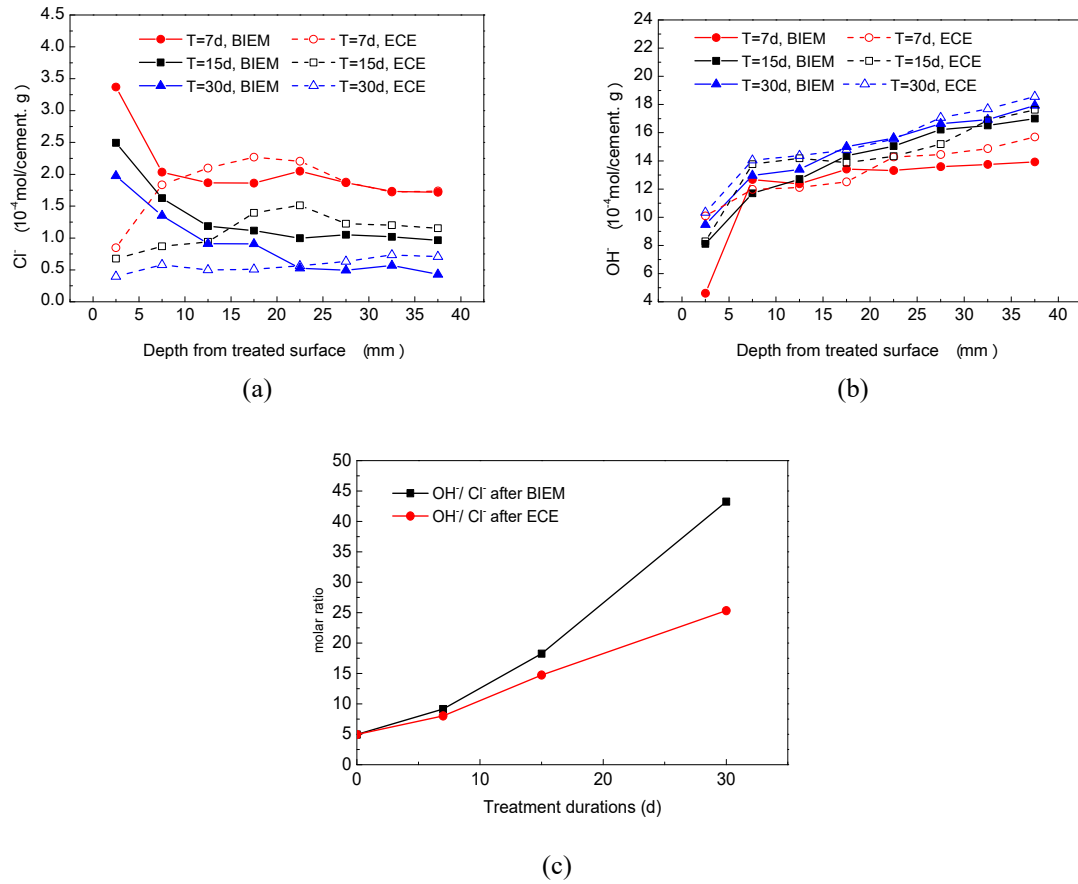 4.5
4.0
3.5
3.0
2.5
2.0
1.5
1.0
0.5
0.0
Cl⁻ (10⁻⁴mol/cement. g)
T=7d, BIEM T=7d, ECE
T=15d, BIEM T=15d, ECE
T=30d, BIEM T=30d, ECE
0 5 10 15 20 25 30 35 40
Depth from treated surface (mm)
(a)
24
22
20
18
16
14
12
10
8
6
4
OH⁻ (10⁻⁴mol/cement. g)
T=7d, BIEM T=7d, ECE
T=15d, BIEM T=15d, ECE
T=30d, BIEM T=30d, ECE
0 5 10 15 20 25 30 35 40
Depth from treated surface (mm)
(b)
50
45
40
35
30
25
20
15
10
5
0
molar ratio
OH⁻/ Cl⁻ after BIEM
OH⁻/ Cl⁻ after ECE
0 10 20 30
Treatment durations (d)
(c)